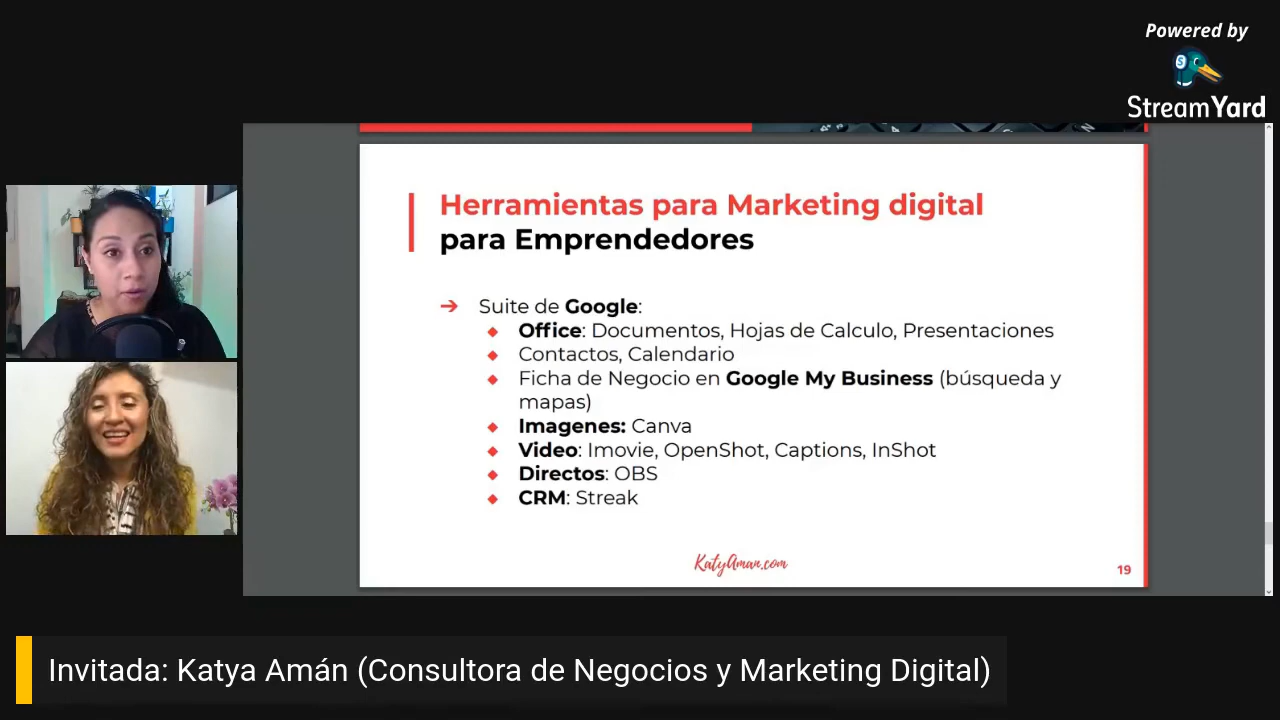 Powered by
StreamYard
Herramientas para Marketing digital
para Emprendedores
➔ Suite de Google:
◆ Office: Documentos, Hojas de Calculo, Presentaciones
◆ Contactos, Calendario
◆ Ficha de Negocio en Google My Business (búsqueda y
mapas)
◆ Imagenes: Canva
◆ Video: Imovie, OpenShot, Captions, InShot
◆ Directos: OBS
◆ CRM: Streak
KatyAman.com
19
Invitada: Katya Amán (Consultora de Negocios y Marketing Digital)